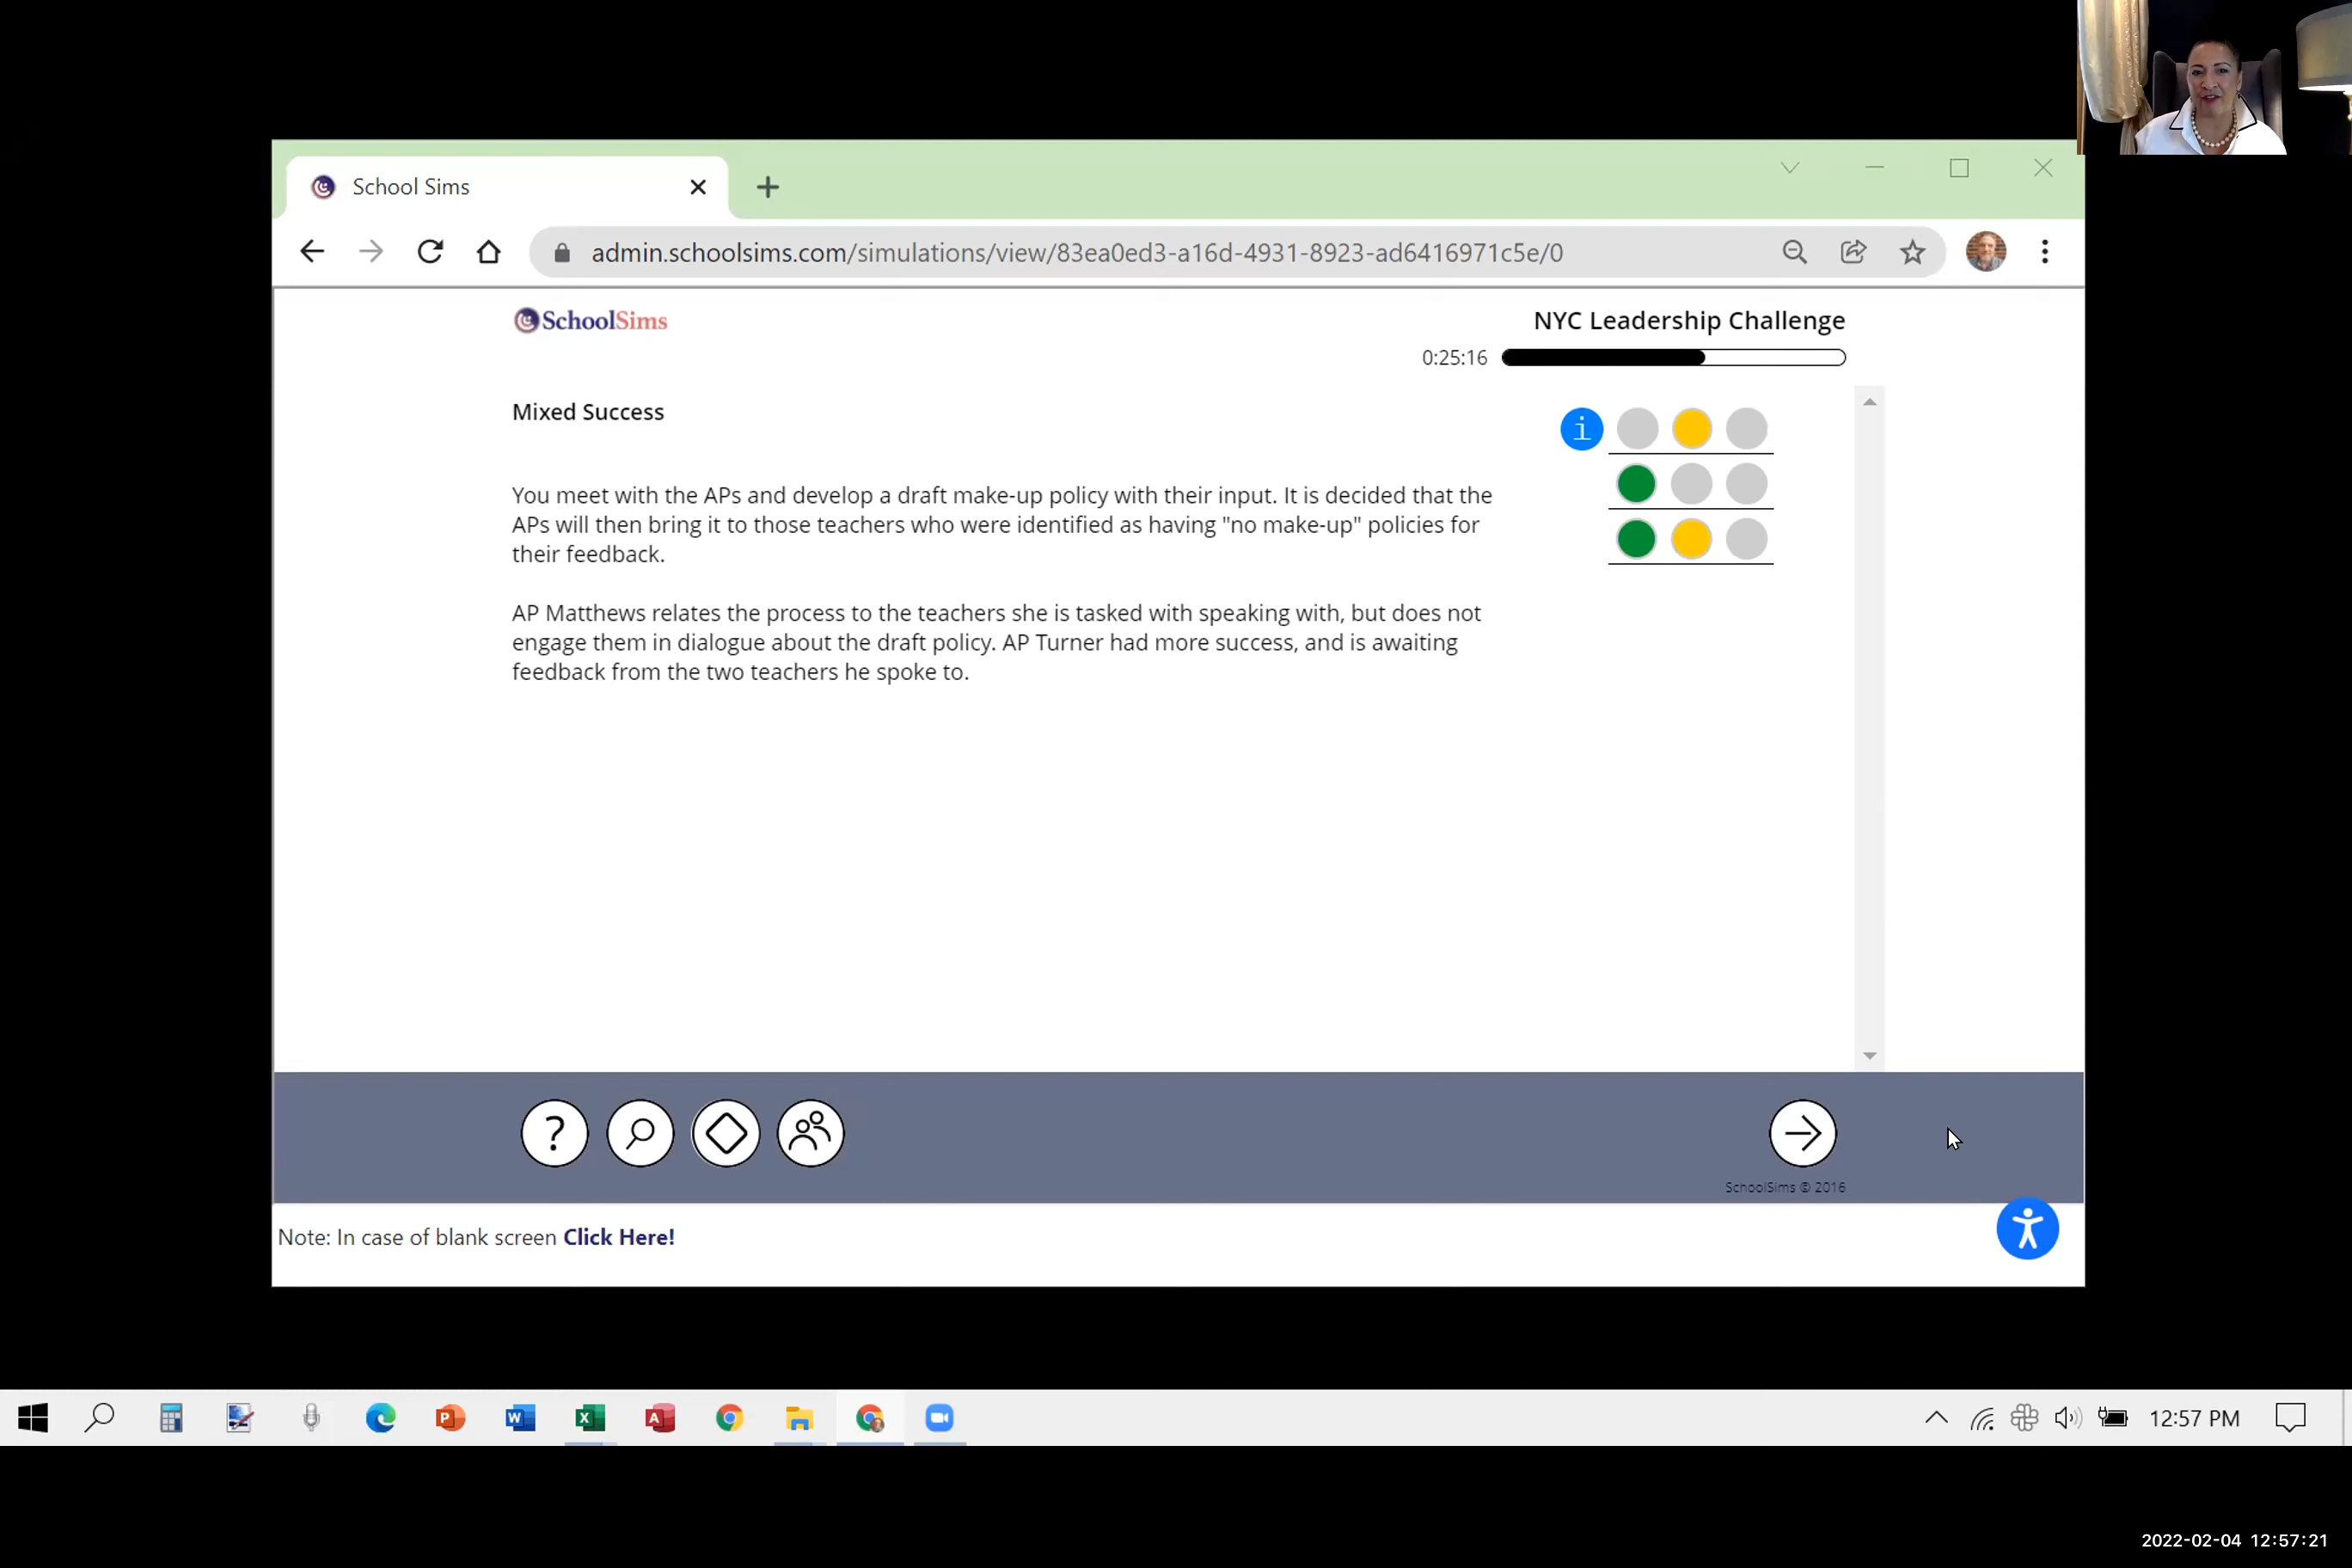 School Sims
admin.schoolsims.com/simulations/view/83ea0ed3-a16d-4931-8923-ad6416971c5e/0
SchoolSims
NYC Leadership Challenge
0:25:16
Mixed Success
i
You meet with the APs and develop a draft make-up policy with their input. It is decided that the
APs will then bring it to those teachers who were identified as having "no make-up" policies for
their feedback.
AP Matthews relates the process to the teachers she is tasked with speaking with, but does not
engage them in dialogue about the draft policy. AP Turner had more success, and is awaiting
feedback from the two teachers he spoke to.
?
SchoolSims © 2016
Note: In case of blank screen Click Here!
12:57 PM
2022-02-04 12:57:21